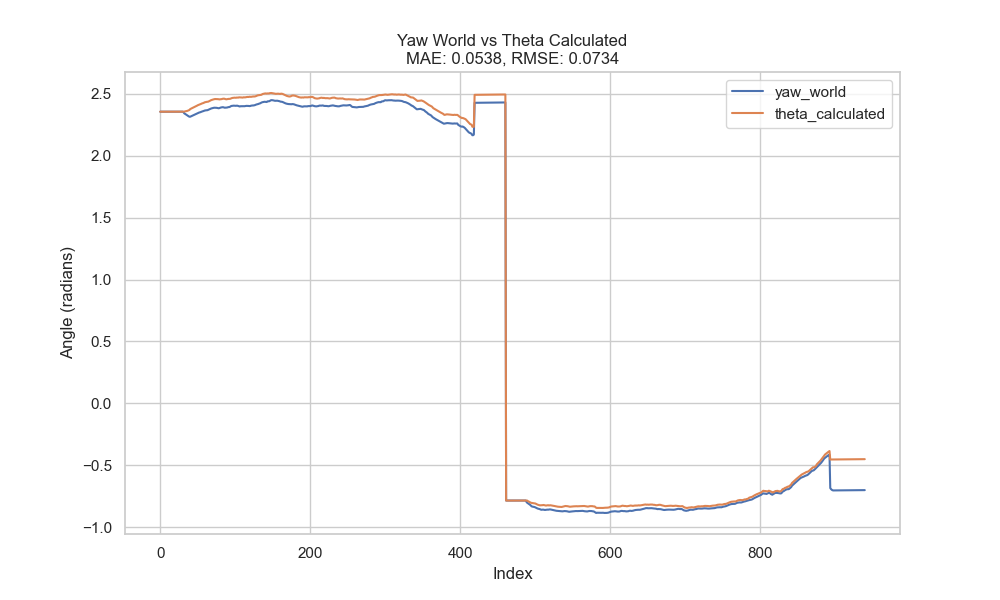 Yaw World vs Theta Calculated
MAE: 0.0538, RMSE: 0.0734
yaw_world
theta_calculated
2.5
2.0
1.5
1.0
0.5
0.0
−0.5
−1.0
Angle (radians)
0
200
400
600
800
Index